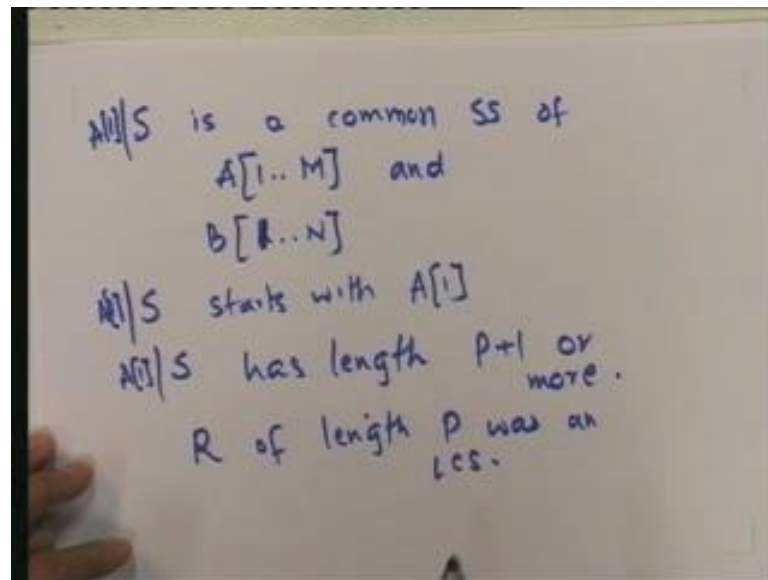 A[1]||S is a common SS of
A[1..M] and
B[1..N]
A[1]||S starts with A[1]
A[1]||S has length P+1 or
more.
R of length P was an
LCS.